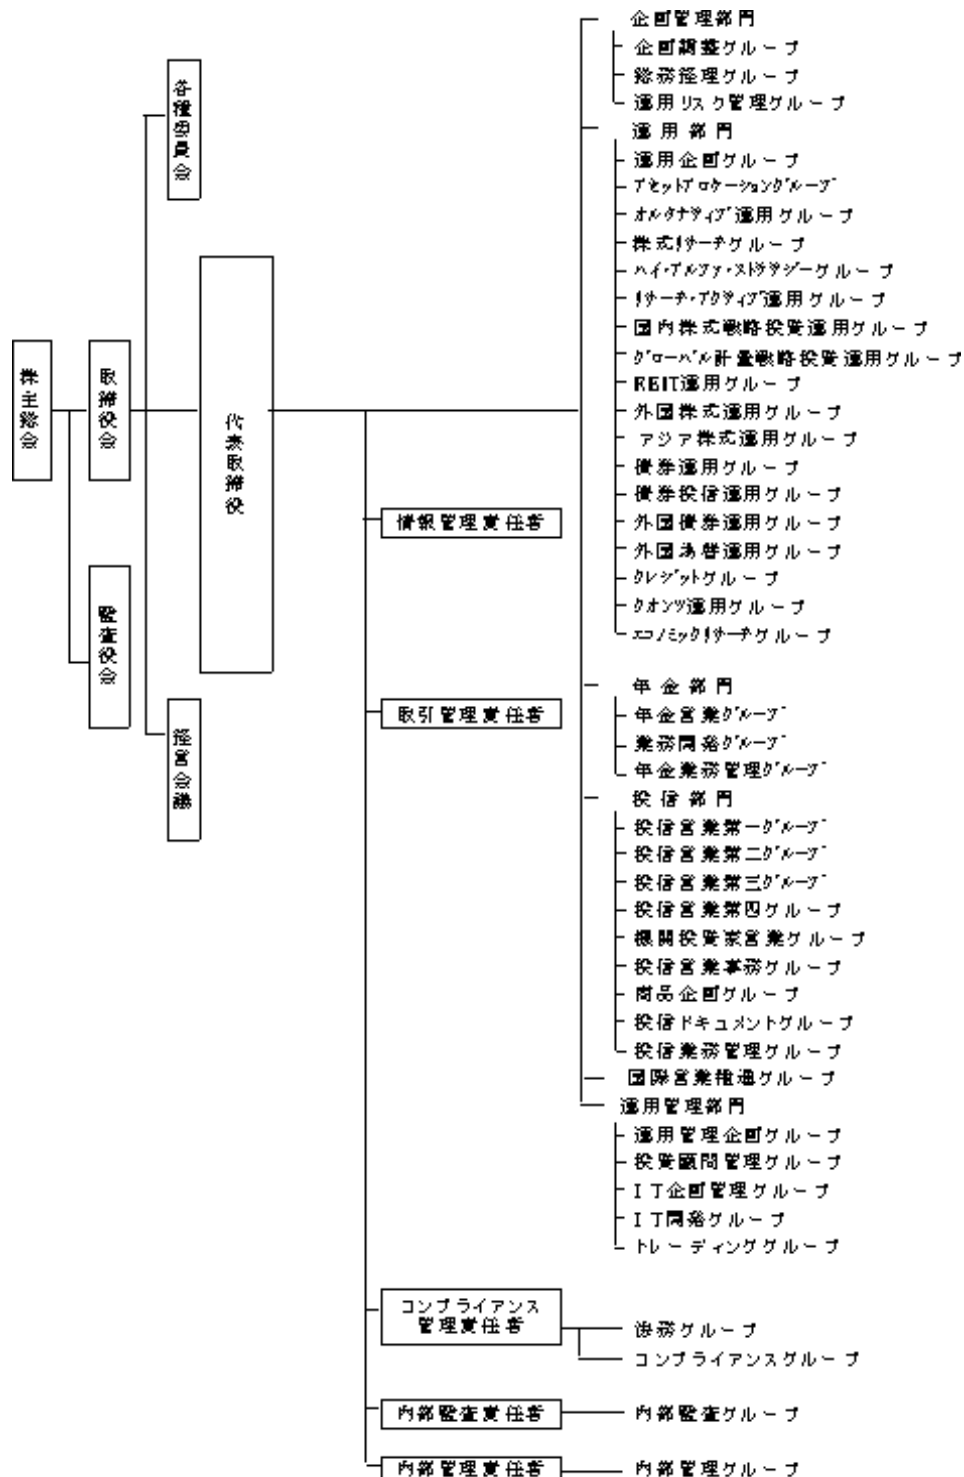 株主総会
取締役会
監査役会
各種委員会
経営会議
代表取締役
情報管理責任者
取引管理責任者
コンプライアンス
管理責任者
内部監査責任者
内部管理責任者
企画管理部門
企画調整グループ
総務経理グループ
運用リスク管理グループ
運用部門
運用企画グループ
アセットアロケーショングループ
オルタナティブ運用グループ
株式リサーチグループ
ハイ・アルファ・ストラテジーグループ
リサーチ・アクティブ運用グループ
国内株式戦略投資運用グループ
グローバル計量戦略投資運用グループ
REIT運用グループ
外国株式運用グループ
アジア株式運用グループ
債券運用グループ
債券投信運用グループ
外国債券運用グループ
外国為替運用グループ
クレジットグループ
クオンツ運用グループ
エコノミックリサーチグループ
年金部門
年金営業グループ
業務開発グループ
年金業務管理グループ
投信部門
投信営業第一グループ
投信営業第二グループ
投信営業第三グループ
投信営業第四グループ
機関投資家営業グループ
投信営業事務グループ
商品企画グループ
投信ドキュメントグループ
投信業務管理グループ
国際営業推進グループ
運用管理部門
運用管理企画グループ
投資顧問管理グループ
IT企画管理グループ
IT開発グループ
トレーディンググループ
渉務グループ
コンプライアンスグループ
内部監査グループ
内部管理グループ